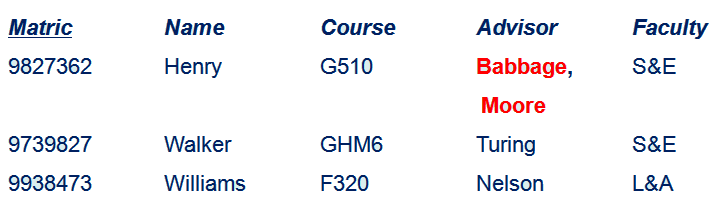 Matric Name Course Advisor Faculty
9827362 Henry G510 Babbage, S&E
Moore
9739827 Walker GHM6 Turing S&E
9938473 Williams F320 Nelson L&A